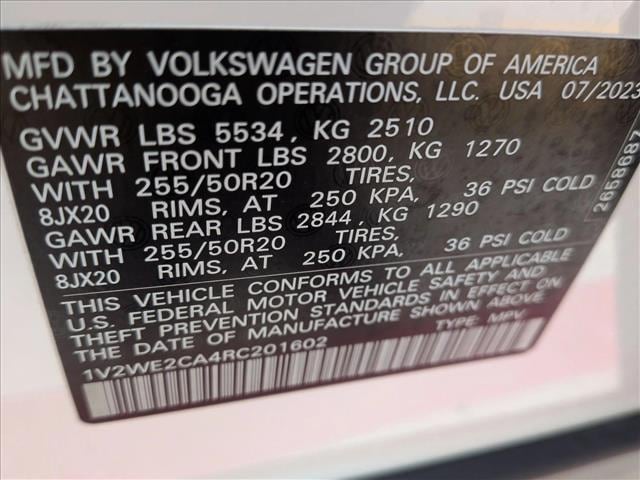 MFD BY VOLKSWAGEN GROUP OF AMERICA
CHATTANOOGA OPERATIONS, LLC. USA 07/2023
GVWR LBS 5534, KG 2510
GAWR FRONT LBS 2800, KG 1270
WITH 255/50R20 TIRES,
8JX20 RIMS, AT 250 KPA, 36 PSI COLD
GAWR REAR LBS 2844, KG 1290
WITH 255/50R20 TIRES,
8JX20 RIMS, AT 250 KPA, 36 PSI COLD
THIS VEHICLE CONFORMS TO ALL APPLICABLE
U.S. FEDERAL MOTOR VEHICLE SAFETY AND
THEFT PREVENTION STANDARDS IN EFFECT ON
THE DATE OF MANUFACTURE SHOWN ABOVE.
1V2WE2CA4RC201602 TYPE: MPV
265868